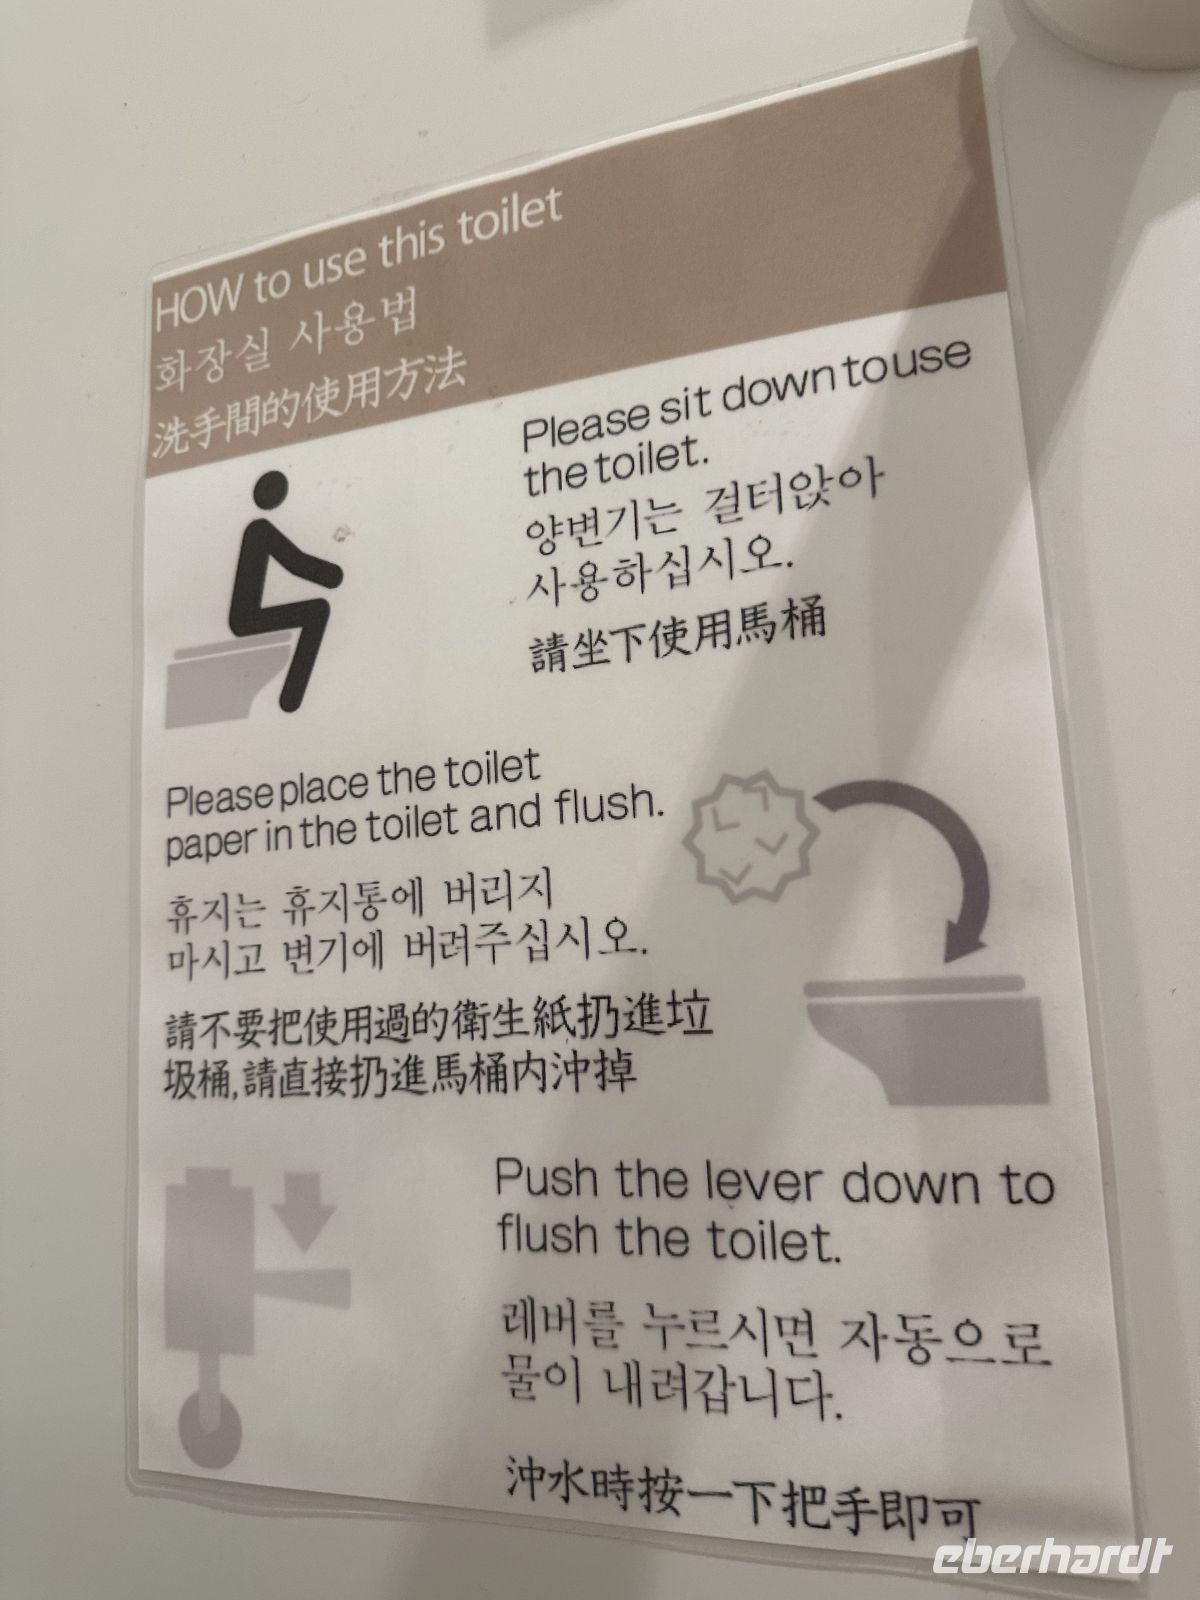 HOW to use this toilet
화장실 사용법
洗手間的使用方法
Please sit down to use
the toilet.
양변기는 걸터앉아
사용하십시오.
請坐下使用馬桶
Please place the toilet
paper in the toilet and flush.
휴지는 휴지통에 버리지
마시고 변기에 버려주십시오.
請不要把使用過的衛生紙扔進垃
圾桶,請直接扔進馬桶内沖掉
Push the lever down to
flush the toilet.
레버를 누르시면 자동으로
물이 내려갑니다.
沖水時按一下把手即可
eberhardt